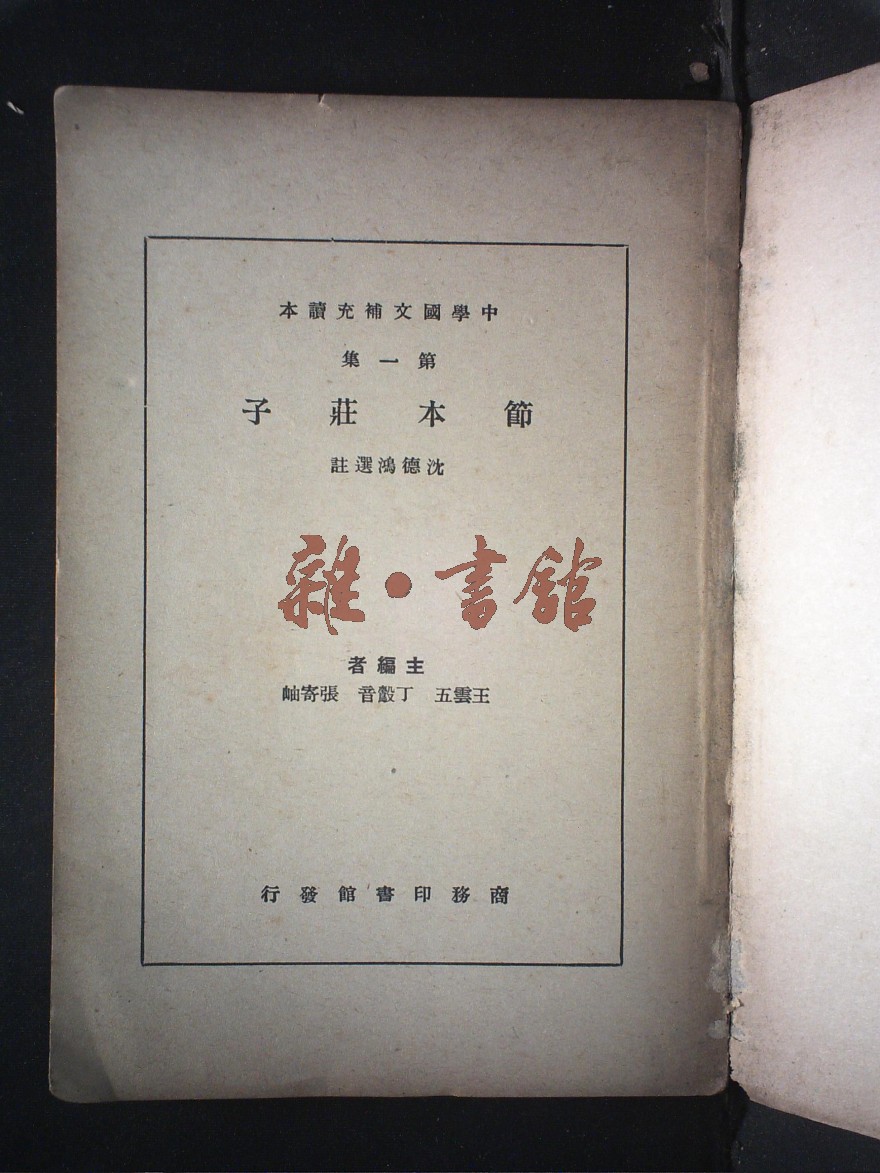 中學國文補充讀本
第一集
節本莊子
沈德鴻選註
雜·書館
主編者
王雲五 丁瑴音 張寄岫
商務印書館發行